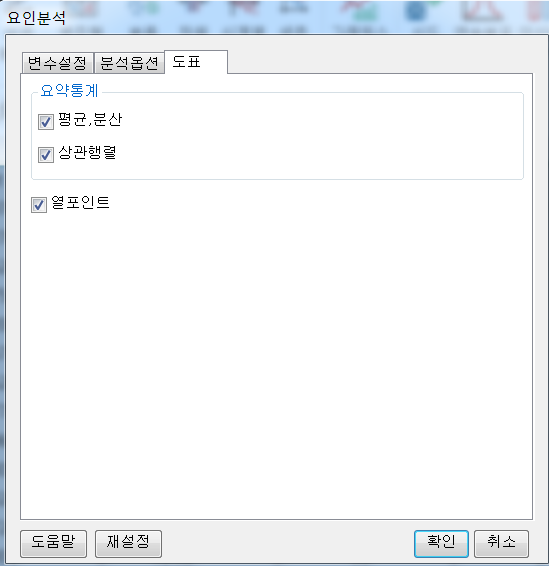 요인분석
변수설정 분석옵션 도표
요약통계
평균,분산
상관행렬
열포인트
도움말 재설정 확인 취소